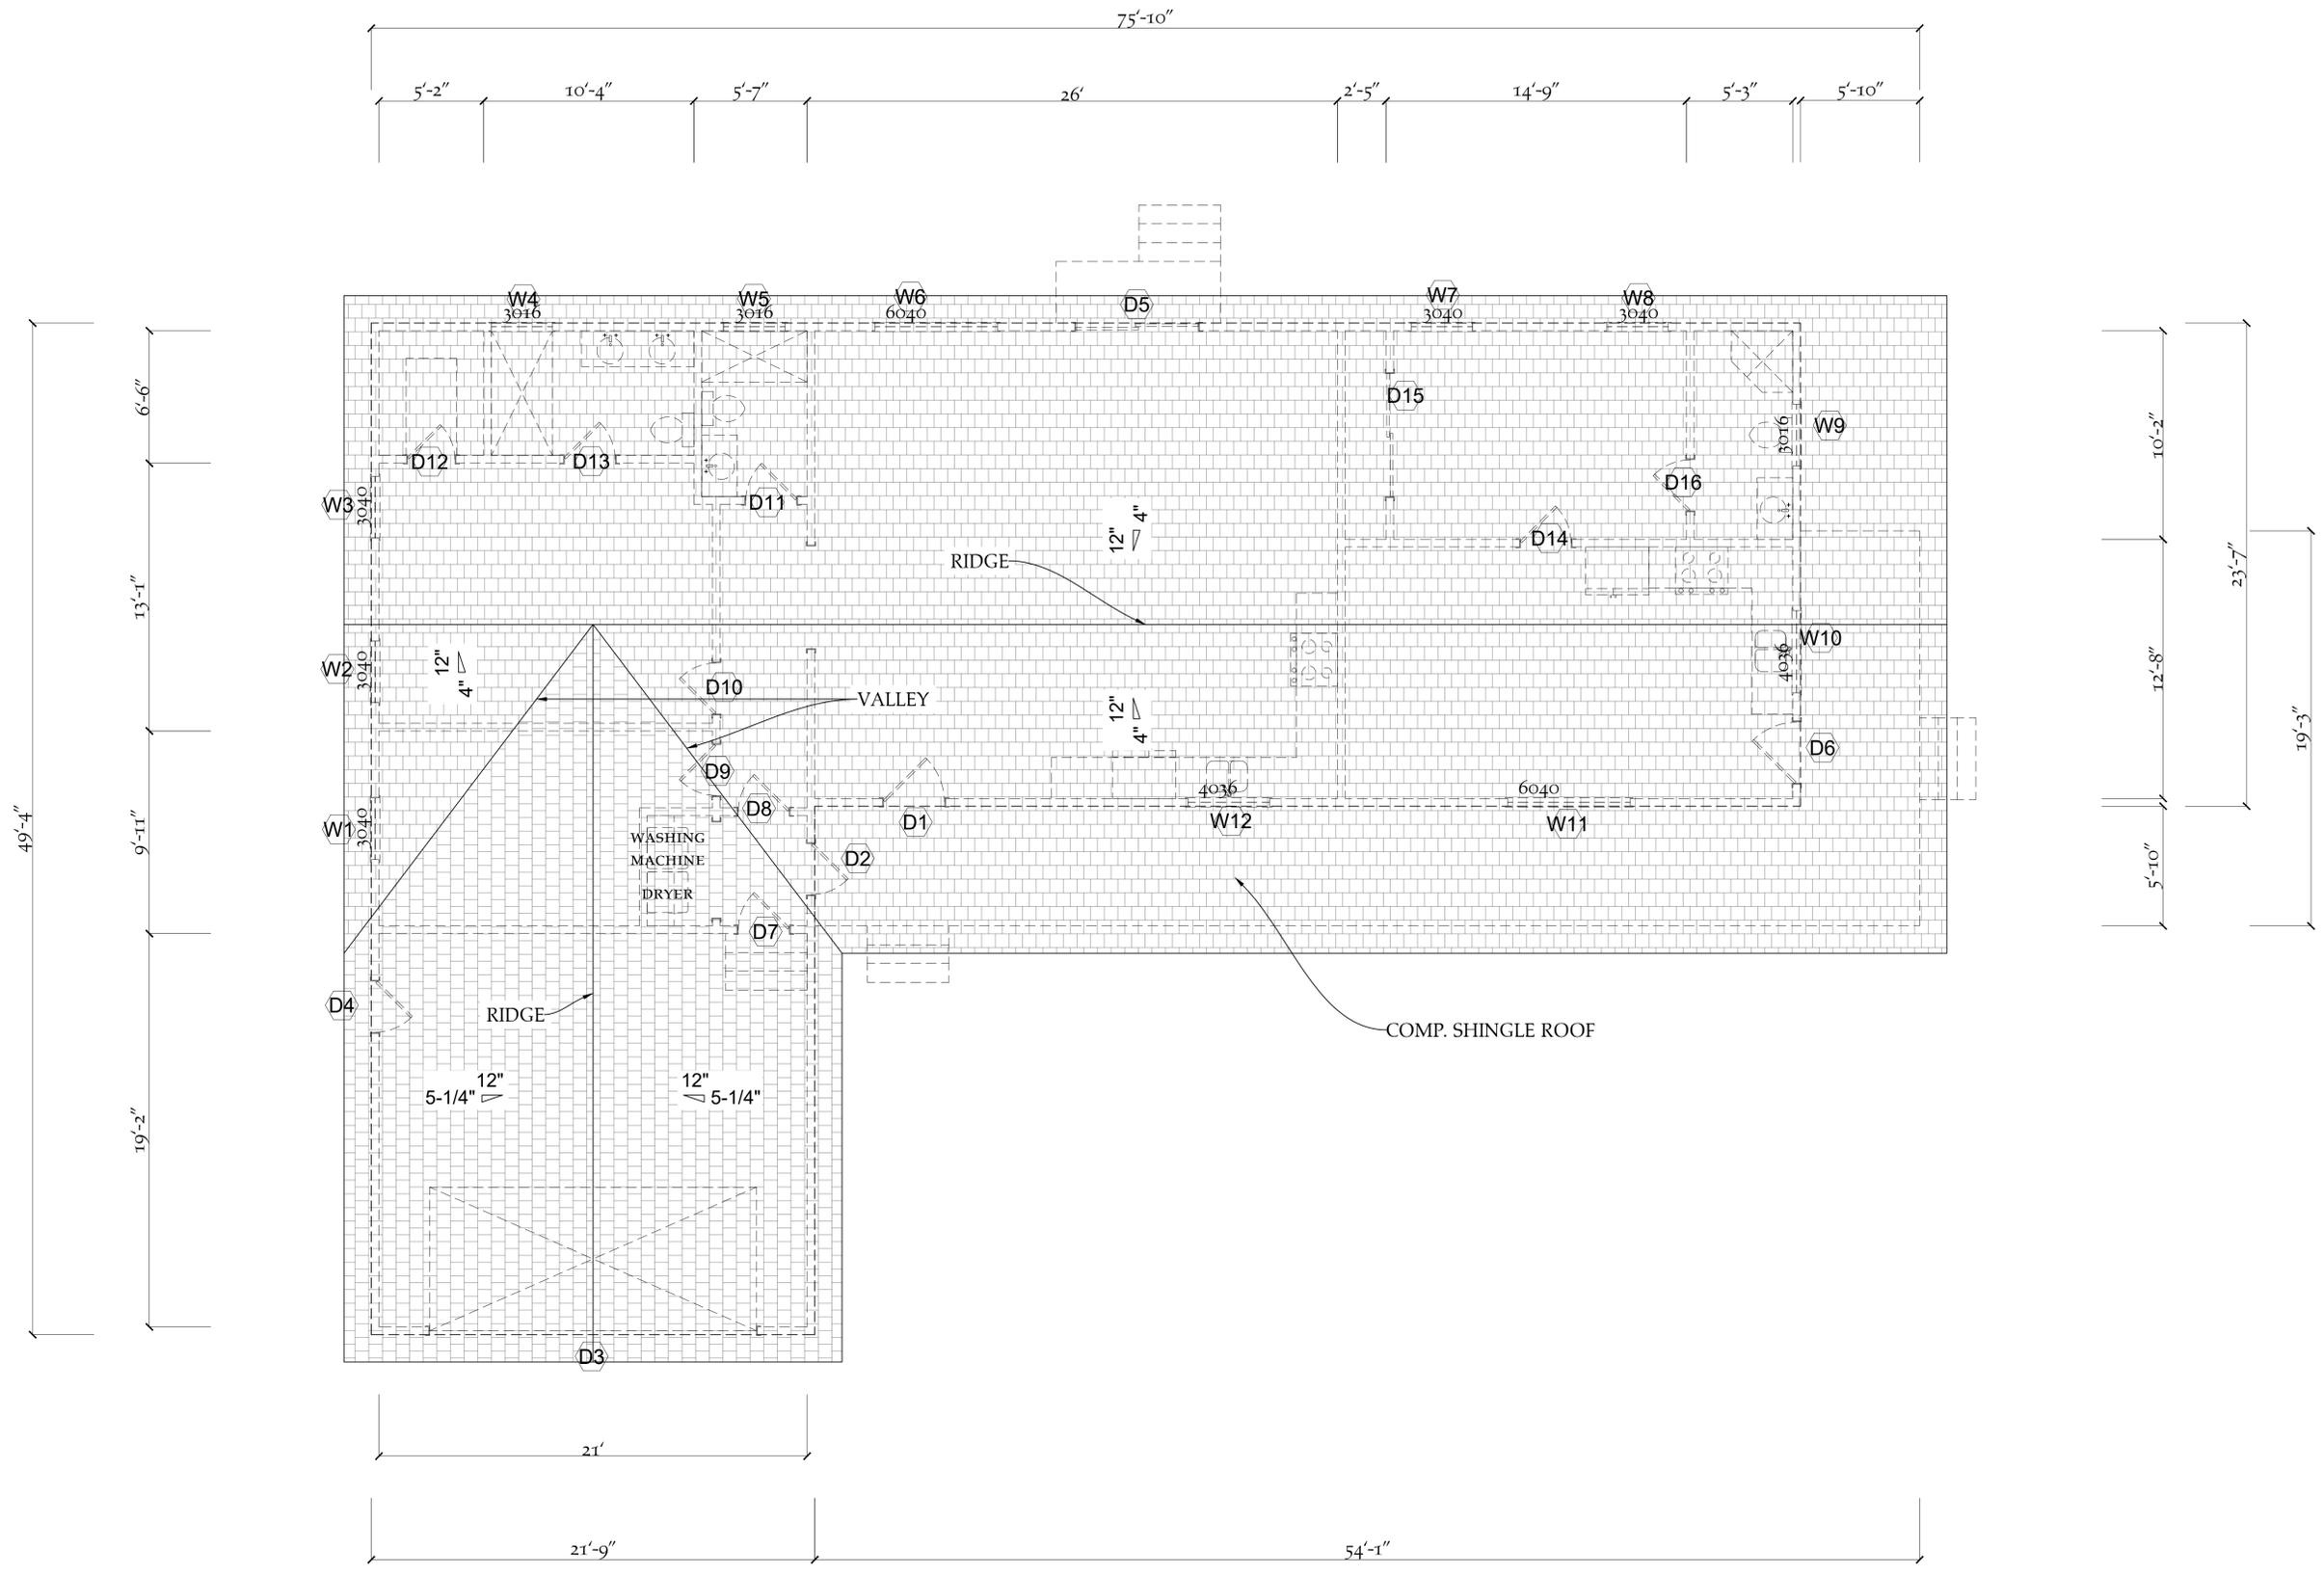 75'-10"
5'-2" 10'-4" 5'-7" 26' 2'-5" 14'-9" 5'-3" 5'-10"
W4 W5 W6 D5 W7 W8
3016 3016 6040 3040 3040
6'-6"
D15
W9
3016
10'-2"
D12 D13
D16
W3
3040
D11
12" 4"
D14
RIDGE
23'-7"
13'-1"
W2
3040
12" 4"
D10
VALLEY
12" 4"
W10
4036
12'-8"
19'-3"
D9
D6
D8
4036 6040
49'-4"
9'-11"
W1
3040
D1
W12
W11
WASHING
MACHINE
D2
DRYER
5'-10"
D7
D4
RIDGE
COMP. SHINGLE ROOF
12" 12"
5-1/4" 5-1/4"
19'-2"
D3
21'
21'-9" 54'-1"